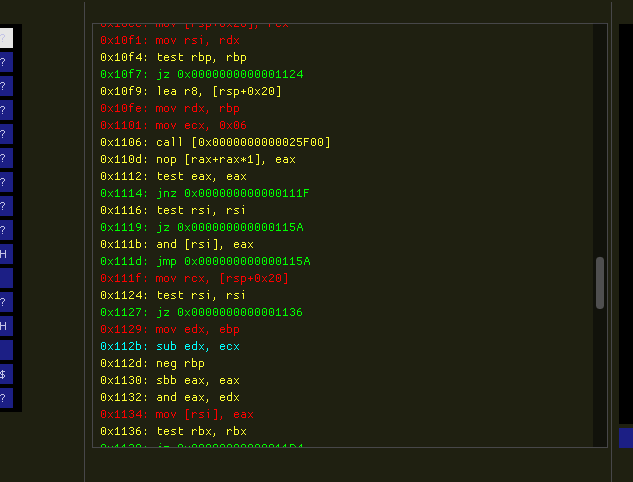 ?
?
?
?
?
?
?
?
?
H
?
H
$
?
0x10f1: mov rsi, rdx
0x10f4: test rbp, rbp
0x10f7: jz 0x0000000000001124
0x10f9: lea r8, [rsp+0x20]
0x10fe: mov rdx, rbp
0x1101: mov ecx, 0x06
0x1106: call [0x0000000000025F00]
0x110d: nop [rax+rax*1], eax
0x1112: test eax, eax
0x1114: jnz 0x000000000000111F
0x1116: test rsi, rsi
0x1119: jz 0x000000000000115A
0x111b: and [rsi], eax
0x111d: jmp 0x000000000000115A
0x111f: mov rcx, [rsp+0x20]
0x1124: test rsi, rsi
0x1127: jz 0x0000000000001136
0x1129: mov edx, ebp
0x112b: sub edx, ecx
0x112d: neg rbp
0x1130: sbb eax, eax
0x1132: and eax, edx
0x1134: mov [rsi], eax
0x1136: test rbx, rbx